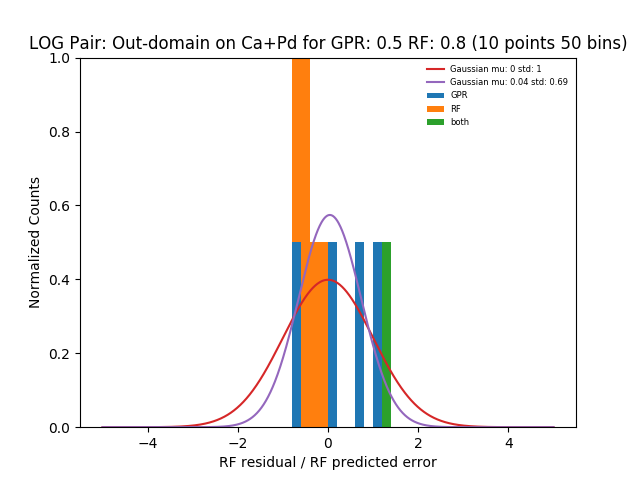 LOG Pair: Out-domain on Ca+Pd for GPR: 0.5 RF: 0.8 (10 points 50 bins)
Gaussian mu: 0 std: 1
Gaussian mu: 0.04 std: 0.69
GPR
RF
both
Normalized Counts
1.0
0.8
0.6
0.4
0.2
0.0
−4 −2 0 2 4
RF residual / RF predicted error